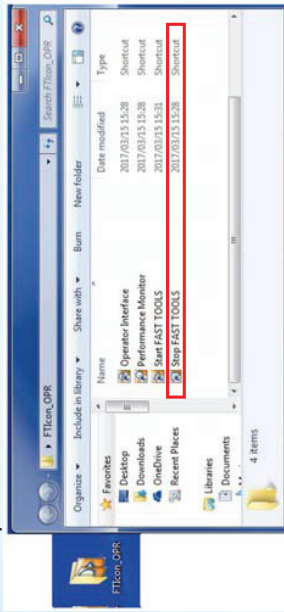 FTIcon_OPR
FTIcon_OPR
Search FTIcon_OPR
Organize
Include in library
Share with
Burn
New folder
Favorites
Desktop
Downloads
OneDrive
Recent Places
Libraries
Documents
Name Date modified Type
Operator Interface 2017/03/15 15:28 Shortcut
Performance Monitor 2017/03/15 15:28 Shortcut
Start FAST TOOLS 2017/03/15 15:31 Shortcut
Stop FAST TOOLS 2017/03/15 15:28 Shortcut
4 items